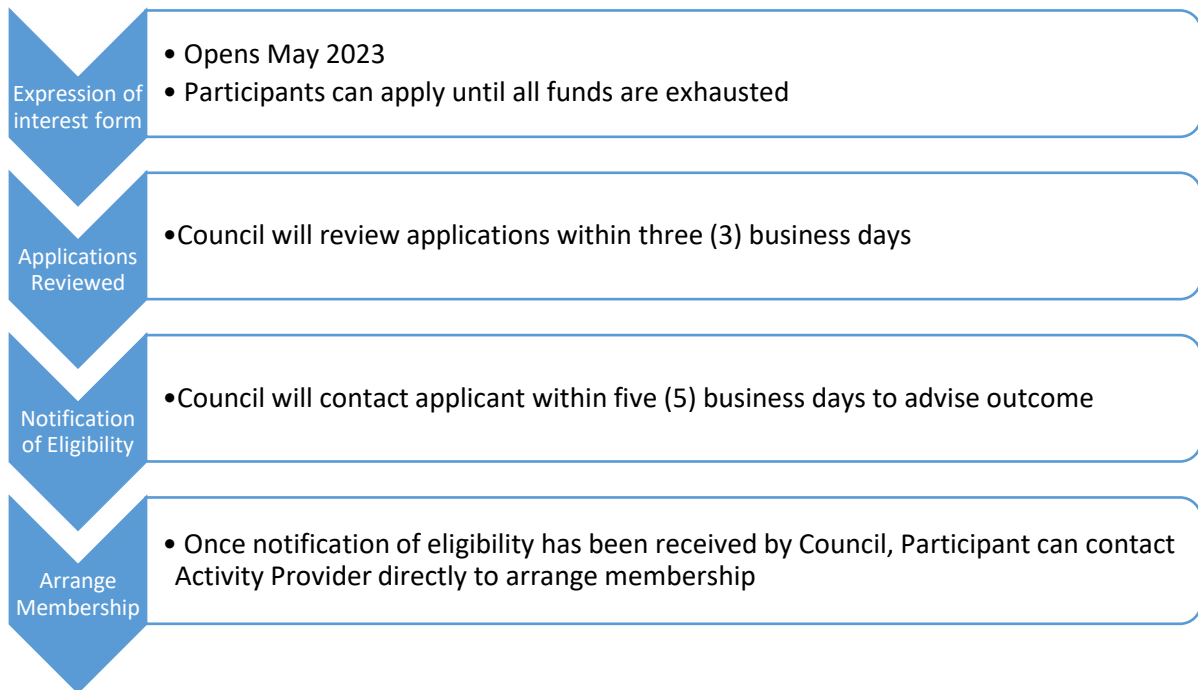 Expression of
interest form
• Opens May 2023
• Participants can apply until all funds are exhausted
Applications
Reviewed
•Council will review applications within three (3) business days
Notification
of Eligibility
•Council will contact applicant within five (5) business days to advise outcome
Arrange
Membership
• Once notification of eligibility has been received by Council, Participant can contact
Activity Provider directly to arrange membership